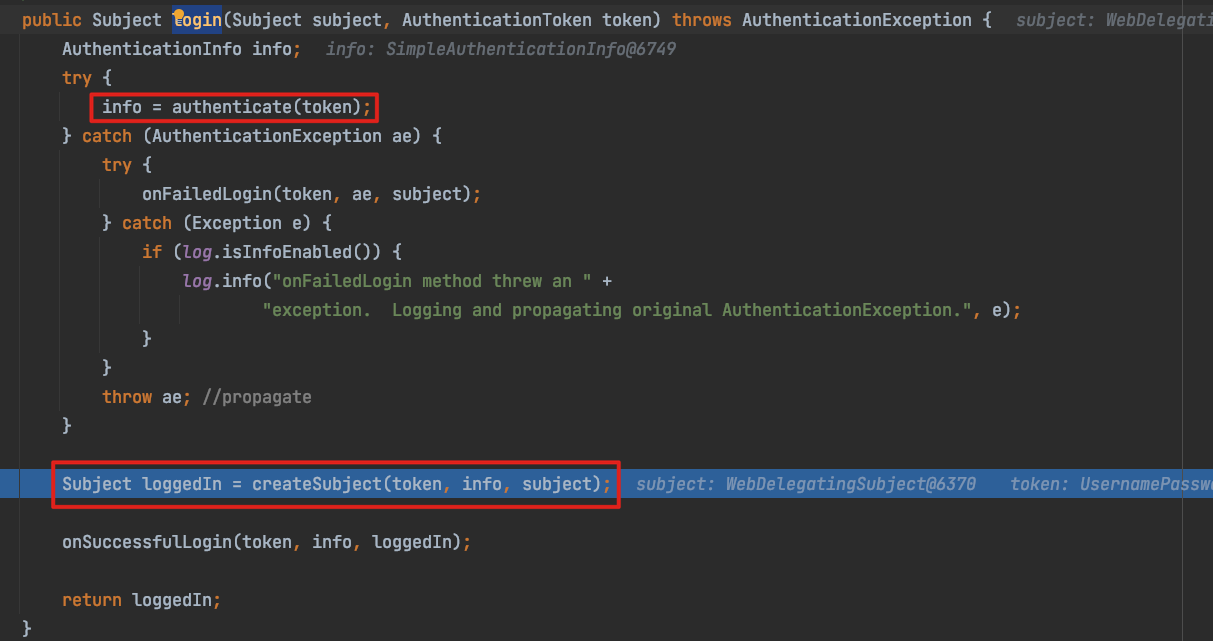 public Subject login(Subject subject, AuthenticationToken token) throws AuthenticationException {   subject: WebDelegati
    AuthenticationInfo info;   info: SimpleAuthenticationInfo@6749
    try {
        info = authenticate(token);
    } catch (AuthenticationException ae) {
        try {
            onFailedLogin(token, ae, subject);
        } catch (Exception e) {
            if (log.isInfoEnabled()) {
                log.info("onFailedLogin method threw an " +
                        "exception.  Logging and propagating original AuthenticationException.", e);
            }
        }
        throw ae; //propagate
    }
    Subject loggedIn = createSubject(token, info, subject);   subject: WebDelegatingSubject@6370   token: UsernamePassw
    onSuccessfulLogin(token, info, loggedIn);
    return loggedIn;
}